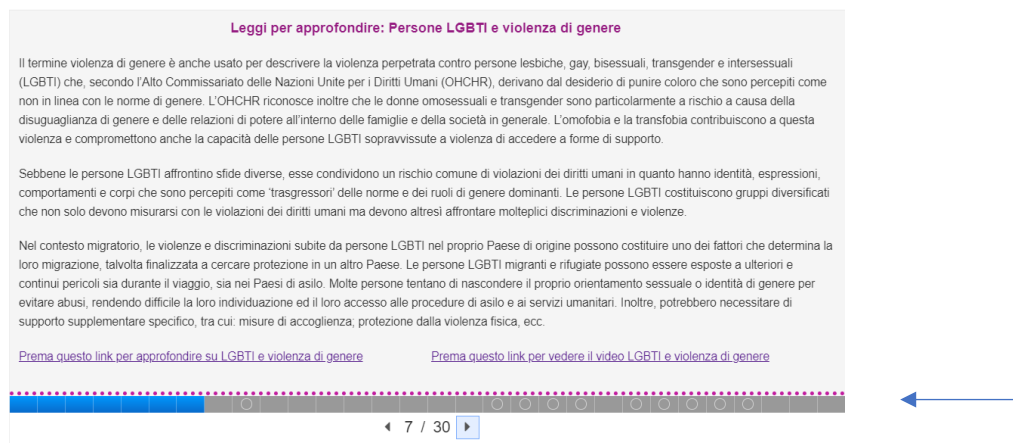 Leggi per approfondire: Persone LGBTI e violenza di genere
Il termine violenza di genere è anche usato per descrivere la violenza perpetrata contro persone lesbiche, gay, bisessuali, transgender e intersessuali
(LGBTI) che, secondo l'Alto Commissariato delle Nazioni Unite per i Diritti Umani (OHCHR), derivano dal desiderio di punire coloro che sono percepiti come
non in linea con le norme di genere. L'OHCHR riconosce inoltre che le donne omosessuali e transgender sono particolarmente a rischio a causa della
disuguaglianza di genere e delle relazioni di potere all'interno delle famiglie e della società in generale. L'omofobia e la transfobia contribuiscono a questa
violenza e compromettono anche la capacità delle persone LGBTI sopravvissute a violenza di accedere a forme di supporto.
Sebbene le persone LGBTI affrontino sfide diverse, esse condividono un rischio comune di violazioni dei diritti umani in quanto hanno identità, espressioni,
comportamenti e corpi che sono percepiti come 'trasgressori' delle norme e dei ruoli di genere dominanti. Le persone LGBTI costituiscono gruppi diversificati
che non solo devono misurarsi con le violazioni dei diritti umani ma devono altresì affrontare molteplici discriminazioni e violenze.
Nel contesto migratorio, le violenze e discriminazioni subite da persone LGBTI nel proprio Paese di origine possono costituire uno dei fattori che determina la
loro migrazione, talvolta finalizzata a cercare protezione in un altro Paese. Le persone LGBTI migranti e rifugiate possono essere esposte a ulteriori e
continui pericoli sia durante il viaggio, sia nei Paesi di asilo. Molte persone tentano di nascondere il proprio orientamento sessuale o identità di genere per
evitare abusi, rendendo difficile la loro individuazione ed il loro accesso alle procedure di asilo e ai servizi umanitari. Inoltre, potrebbero necessitare di
supporto supplementare specifico, tra cui: misure di accoglienza; protezione dalla violenza fisica, ecc.
Prema questo link per approfondire su LGBTI e violenza di genere Prema questo link per vedere il video LGBTI e violenza di genere
7 / 30